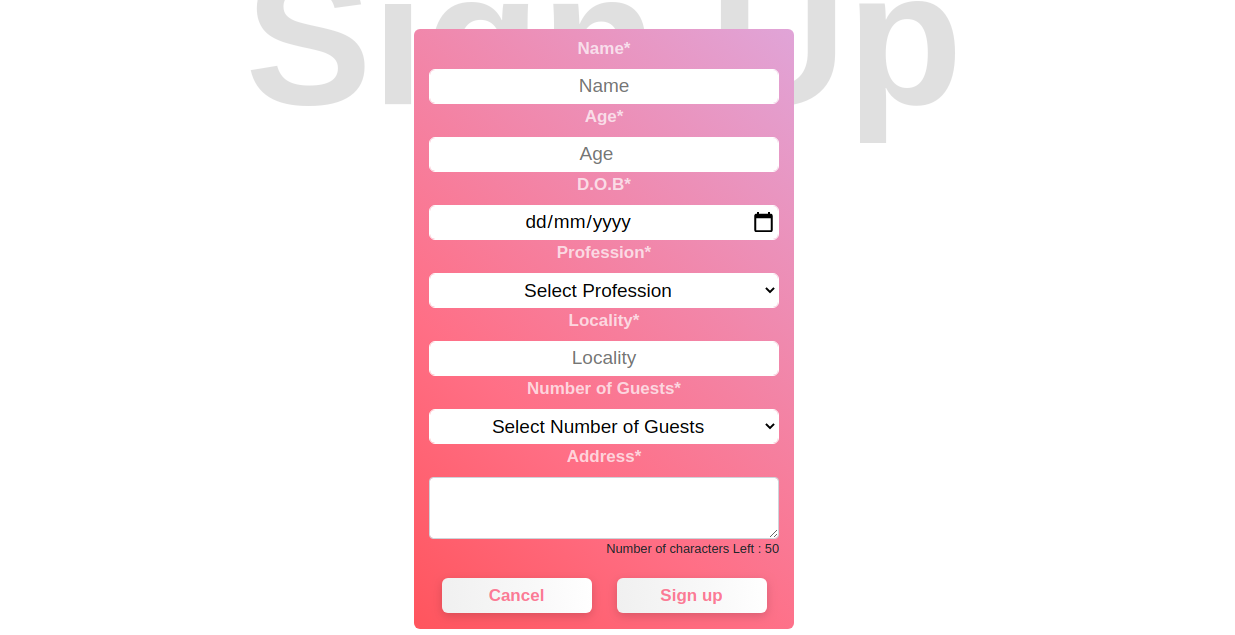 Sign Up
Name*
Name
Age*
Age
D.O.B*
dd/mm/yyyy
Profession*
Select Profession
Locality*
Locality
Number of Guests*
Select Number of Guests
Address*
Number of characters Left : 50
Cancel
Sign up